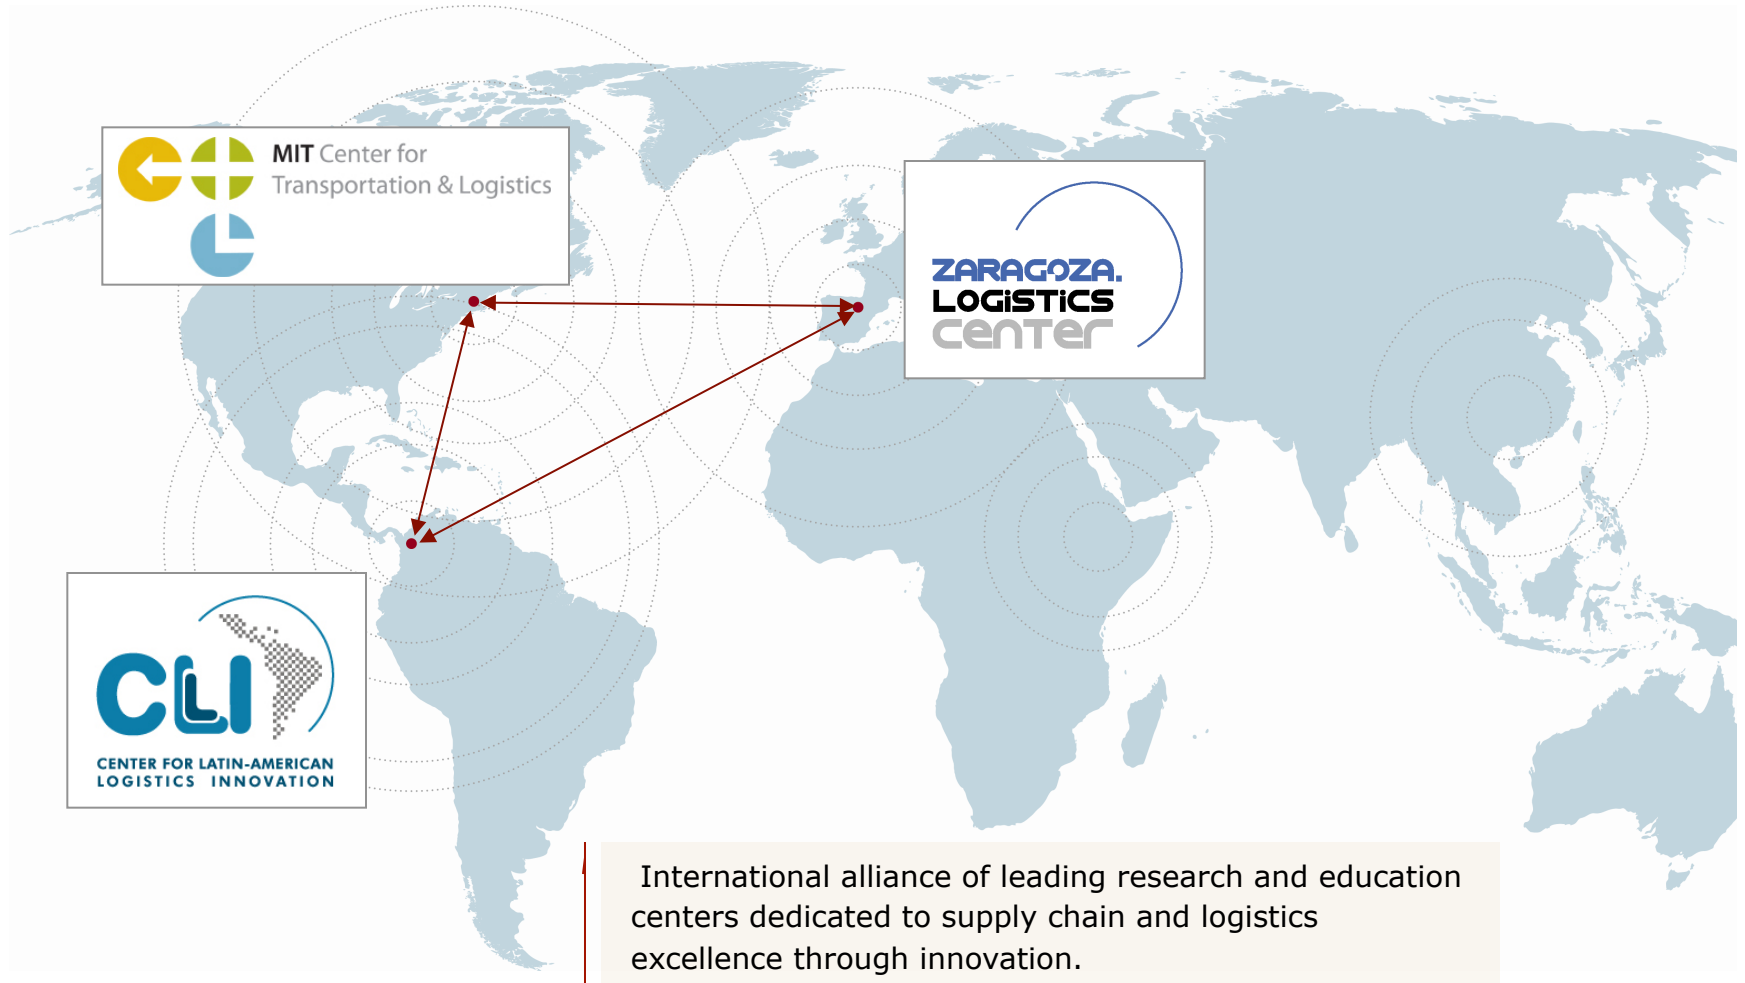 MIT Center for
Transportation & Logistics
ZARAGOZA.
LOGiSTiCS
CenTer
CLI
CENTER FOR LATIN-AMERICAN
LOGISTICS INNOVATION
International alliance of leading research and education
centers dedicated to supply chain and logistics
excellence through innovation.